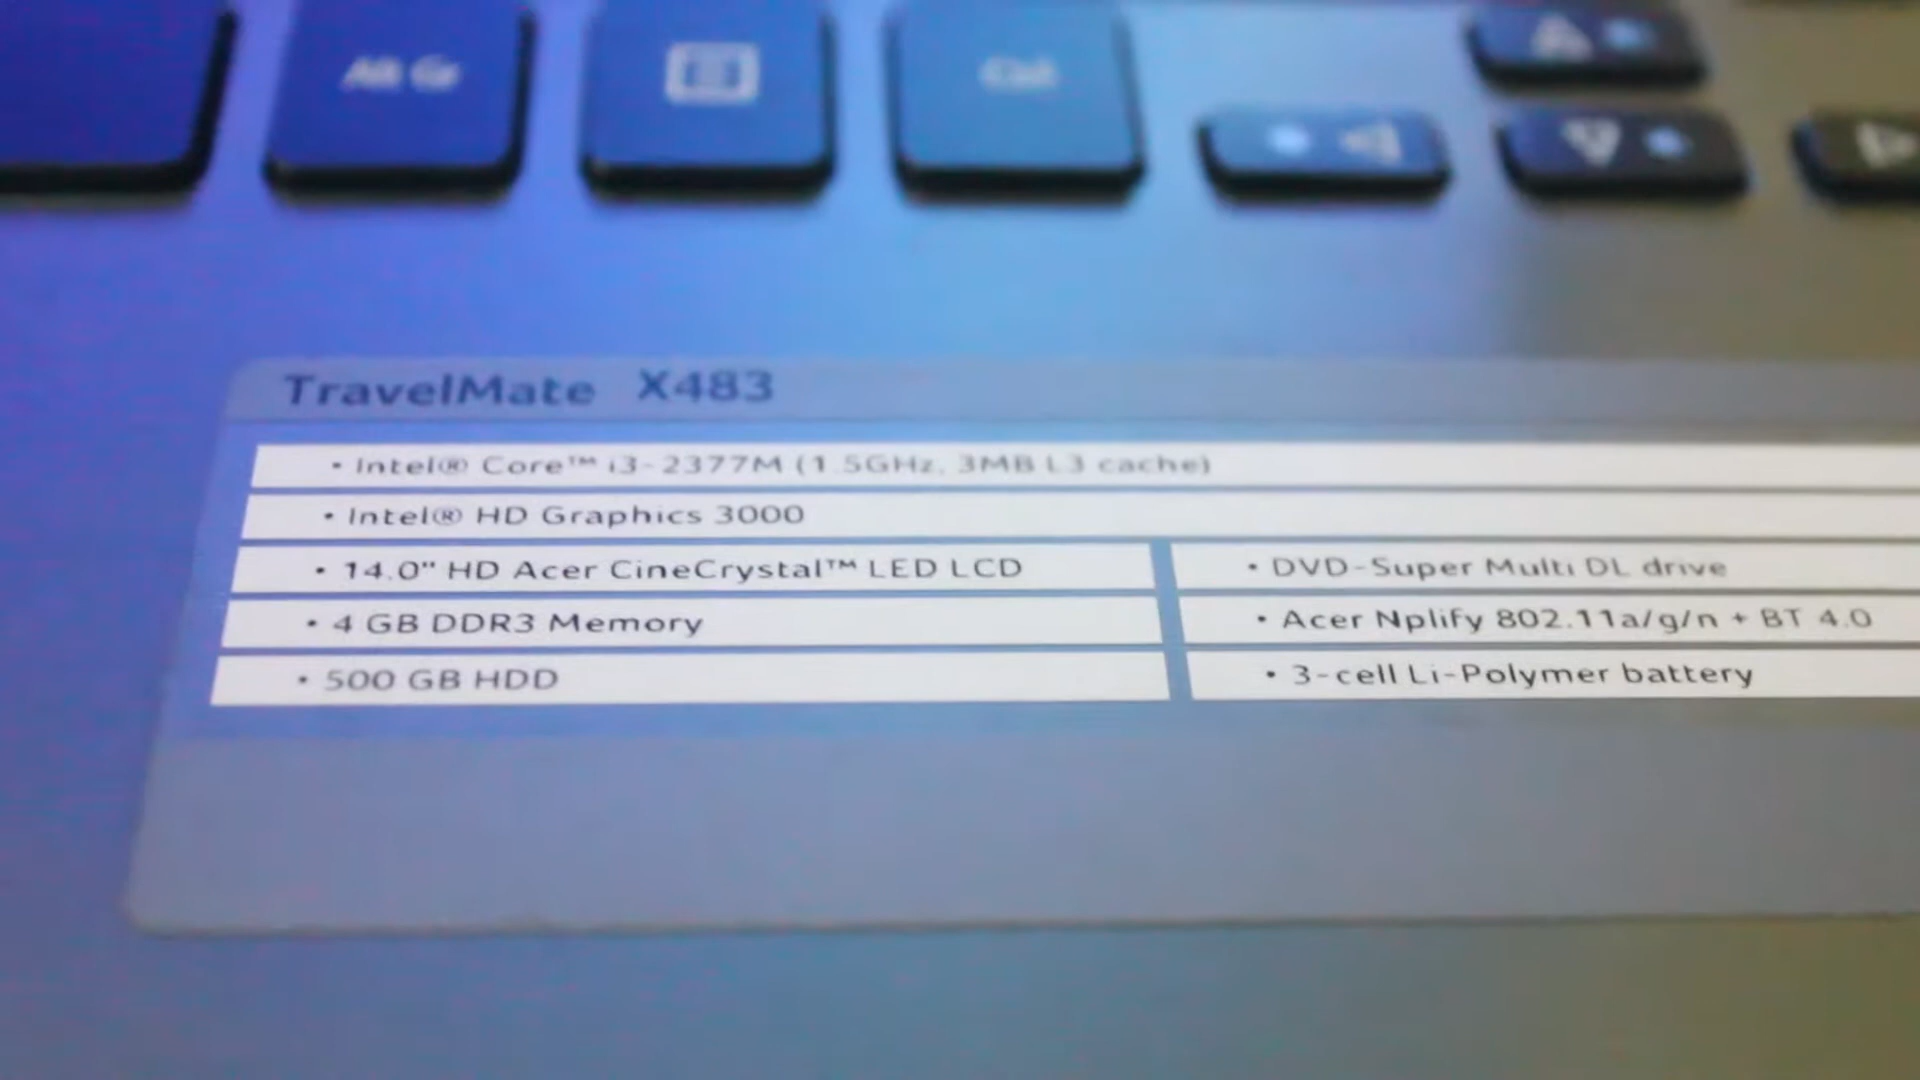 Alt Gr
Ctrl
TravelMate X483
• Intel® Core™ i3-2377M (1.5GHz, 3MB L3 cache)
• Intel® HD Graphics 3000
• 14.0" HD Acer CineCrystal™ LED LCD
• DVD-Super Multi DL drive
• 4 GB DDR3 Memory
• Acer Nplify 802.11a/g/n + BT 4.0
• 500 GB HDD
• 3-cell Li-Polymer battery